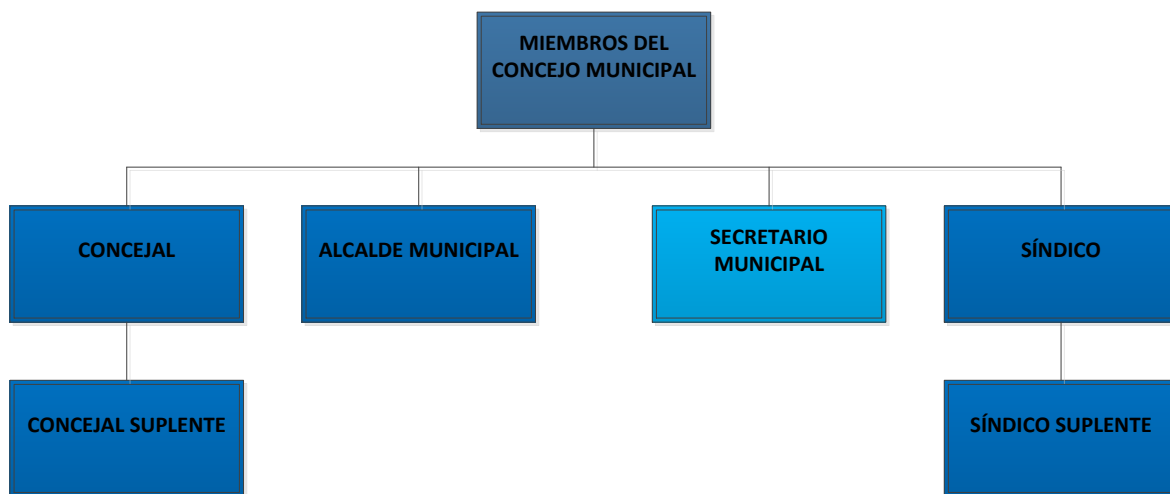 MIEMBROS DEL
CONCEJO MUNICIPAL
CONCEJAL
ALCALDE MUNICIPAL
SECRETARIO
MUNICIPAL
SÍNDICO
CONCEJAL SUPLENTE
SÍNDICO SUPLENTE